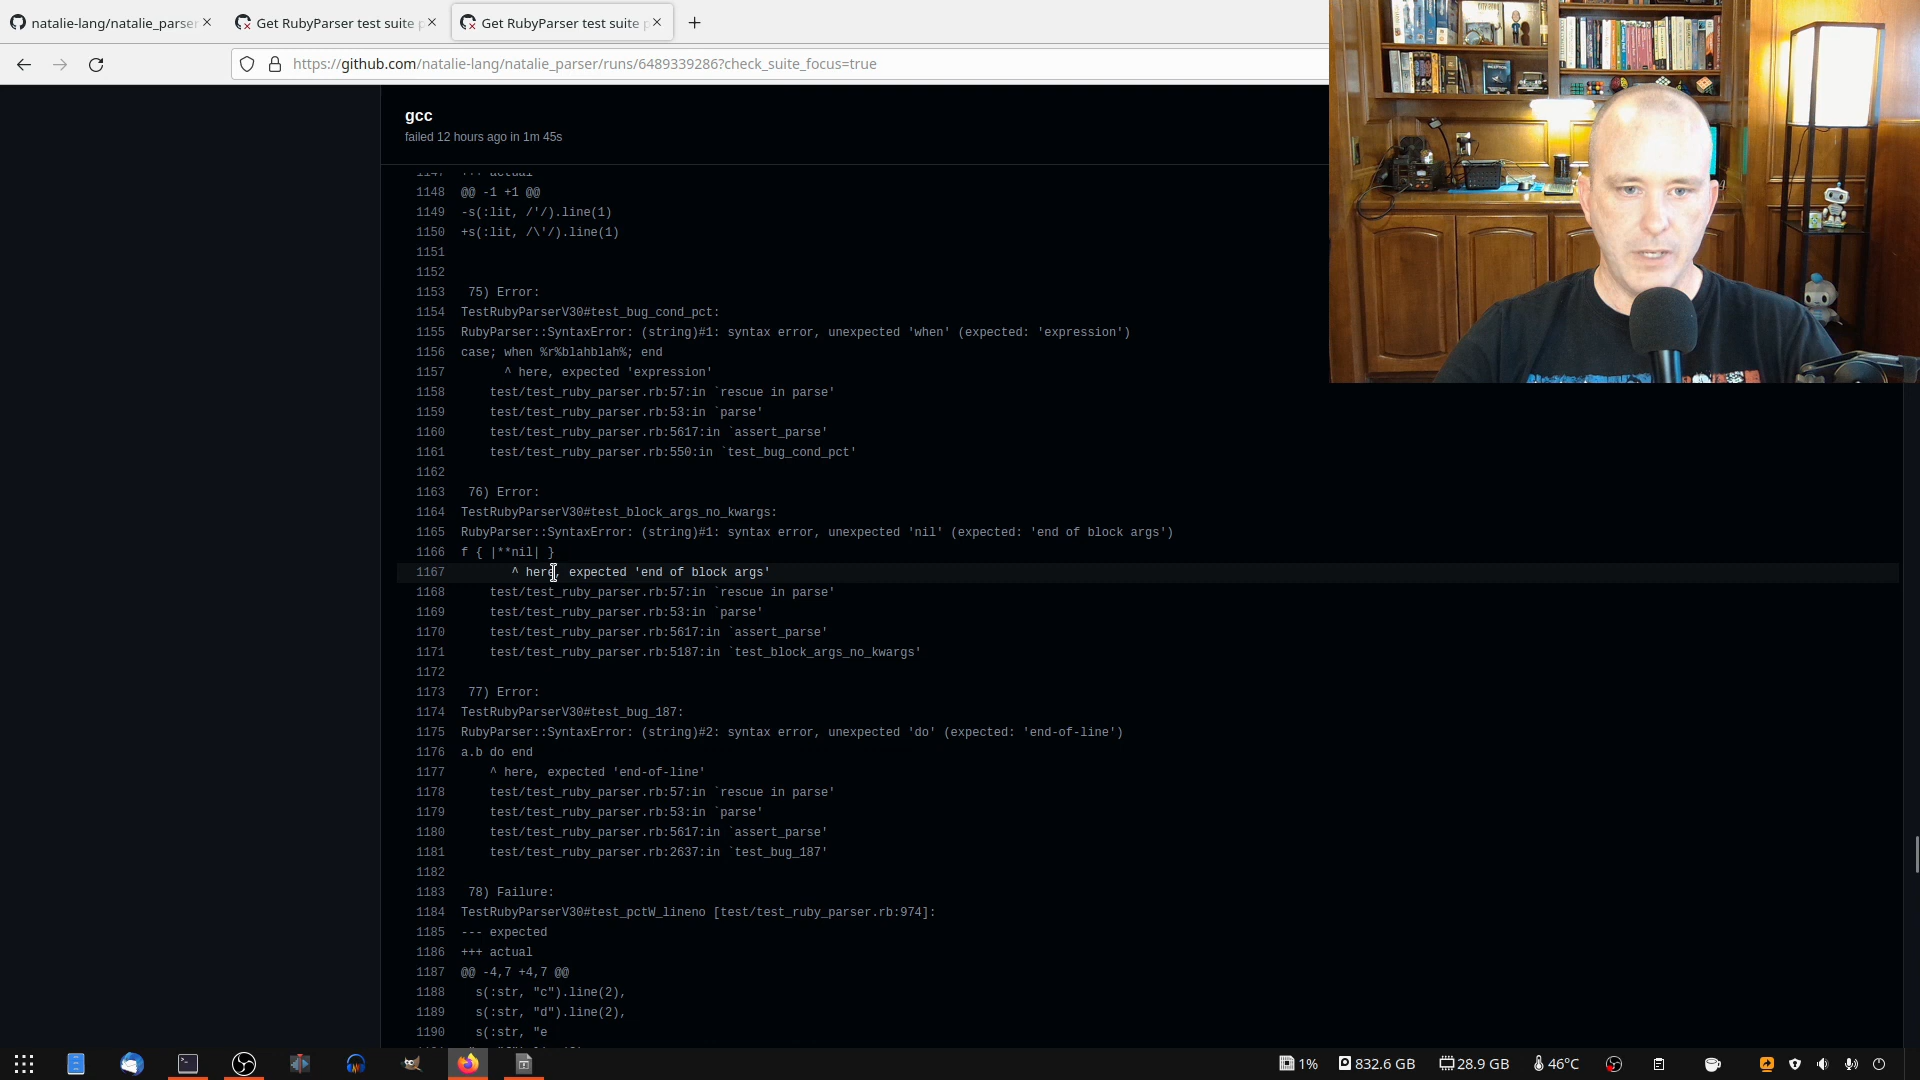 natalie-lang/natalie_parser
Get RubyParser test suite p
Get RubyParser test suite p
https://github.com/natalie-lang/natalie_parser/runs/6489339286?check_suite_focus=true
gcc
failed 12 hours ago in 1m 45s
1147 +++ actual
1148 @@ -1 +1 @@
1149 -s(:lit, /'/).line(1)
1150 +s(:lit, /\'/).line(1)
1151
1152
1153 75) Error:
1154 TestRubyParserV30#test_bug_cond_pct:
1155 RubyParser::SyntaxError: (string)#1: syntax error, unexpected 'when' (expected: 'expression')
1156 case; when %r%blahblah%; end
1157 ^ here, expected 'expression'
1158 test/test_ruby_parser.rb:57:in `rescue in parse'
1159 test/test_ruby_parser.rb:53:in `parse'
1160 test/test_ruby_parser.rb:5617:in `assert_parse'
1161 test/test_ruby_parser.rb:550:in `test_bug_cond_pct'
1162
1163 76) Error:
1164 TestRubyParserV30#test_block_args_no_kwargs:
1165 RubyParser::SyntaxError: (string)#1: syntax error, unexpected 'nil' (expected: 'end of block args')
1166 f { |**nil| }
1167 ^ here, expected 'end of block args'
1168 test/test_ruby_parser.rb:57:in `rescue in parse'
1169 test/test_ruby_parser.rb:53:in `parse'
1170 test/test_ruby_parser.rb:5617:in `assert_parse'
1171 test/test_ruby_parser.rb:5187:in `test_block_args_no_kwargs'
1172
1173 77) Error:
1174 TestRubyParserV30#test_bug_187:
1175 RubyParser::SyntaxError: (string)#2: syntax error, unexpected 'do' (expected: 'end-of-line')
1176 a.b do end
1177 ^ here, expected 'end-of-line'
1178 test/test_ruby_parser.rb:57:in `rescue in parse'
1179 test/test_ruby_parser.rb:53:in `parse'
1180 test/test_ruby_parser.rb:5617:in `assert_parse'
1181 test/test_ruby_parser.rb:2637:in `test_bug_187'
1182
1183 78) Failure:
1184 TestRubyParserV30#test_pctW_lineno [test/test_ruby_parser.rb:974]:
1185 --- expected
1186 +++ actual
1187 @@ -4,7 +4,7 @@
1188 s(:str, "c").line(2),
1189 s(:str, "d").line(2),
1190 s(:str, "e
1% 832.6 GB 28.9 GB 46°C